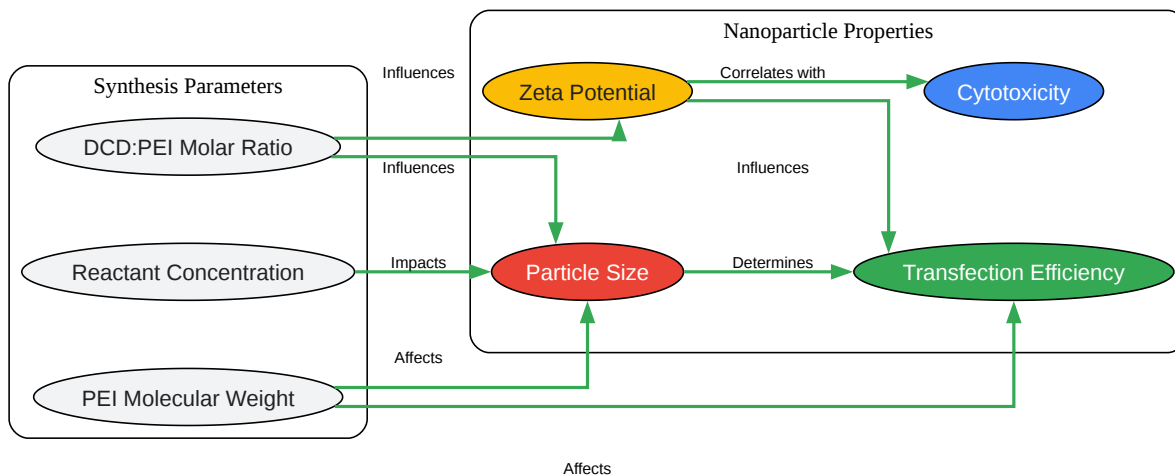 Nanoparticle Properties
Synthesis Parameters
Influences
Zeta Potential
Correlates with
Cytotoxicity
DCD:PEI Molar Ratio
Influences
Influences
Reactant Concentration
Impacts
Particle Size
Determines
Transfection Efficiency
Affects
PEI Molecular Weight
Affects